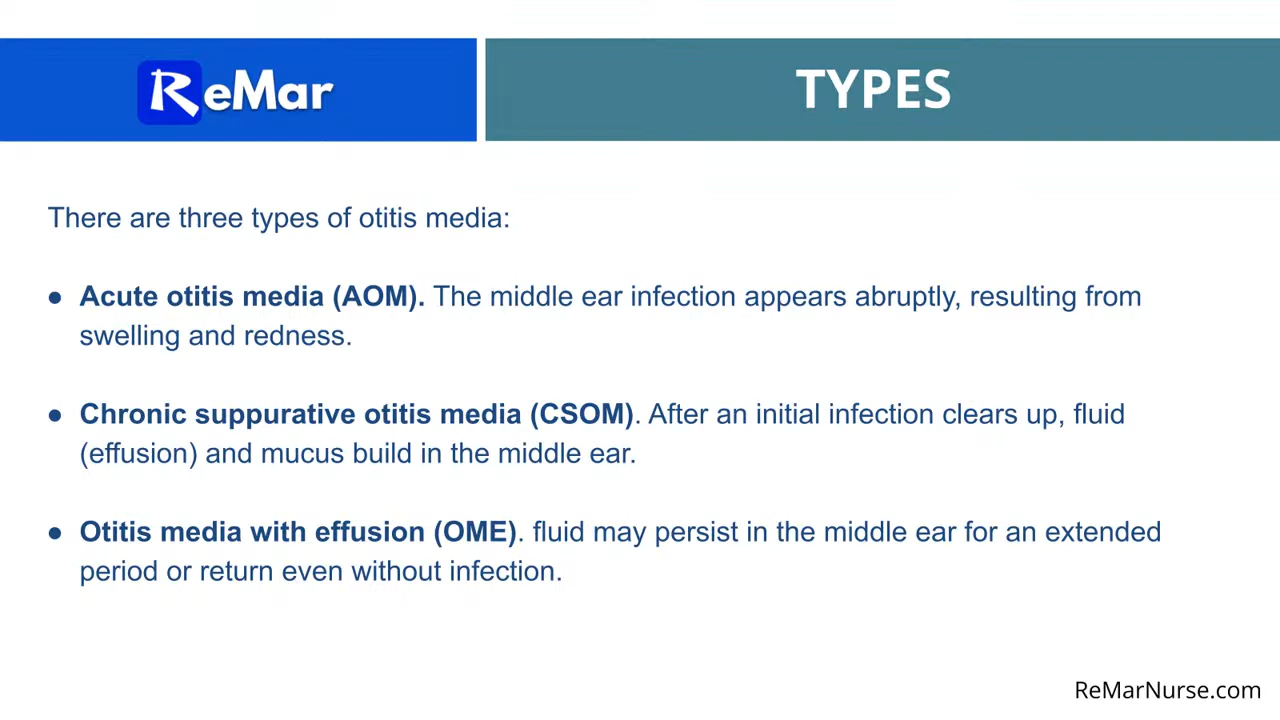 ReMar
TYPES
There are three types of otitis media:
● Acute otitis media (AOM). The middle ear infection appears abruptly, resulting from
swelling and redness.
● Chronic suppurative otitis media (CSOM). After an initial infection clears up, fluid
(effusion) and mucus build in the middle ear.
● Otitis media with effusion (OME). fluid may persist in the middle ear for an extended
period or return even without infection.
ReMarNurse.com